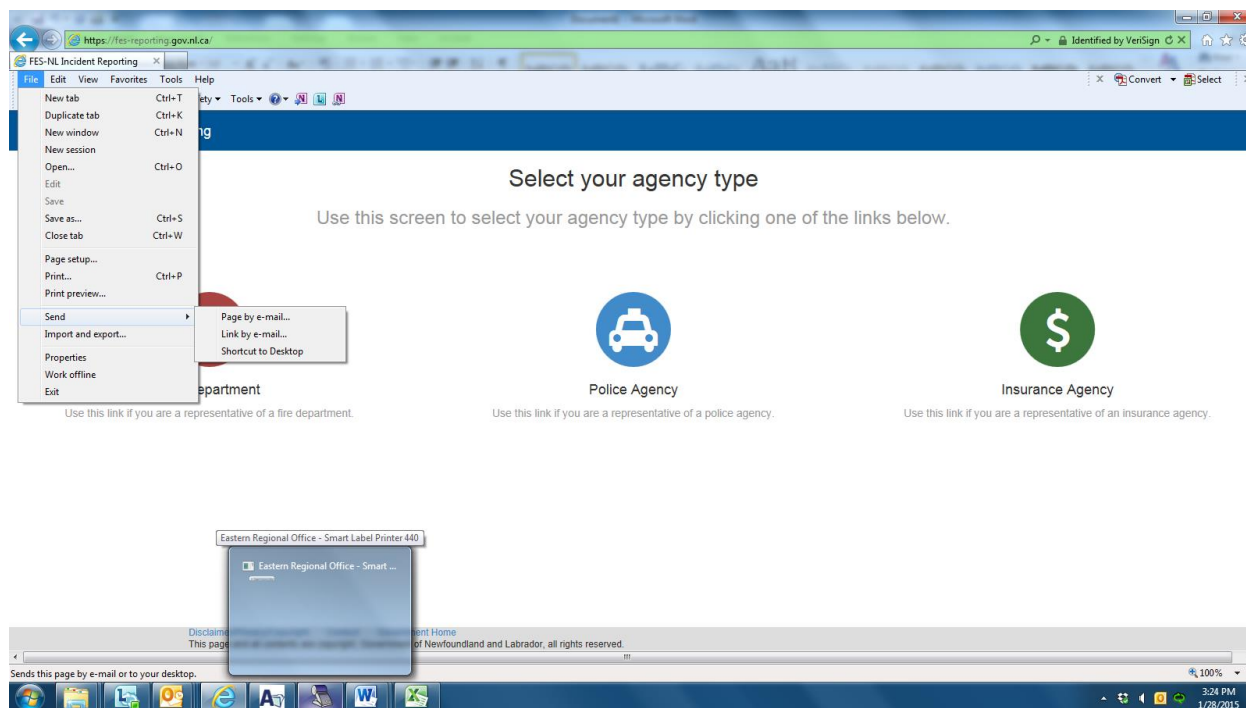 Document - Microsoft Word
https://fes-reporting.gov.nl.ca/
Identified by VeriSign
FES-NL Incident Reporting
File Edit View Favorites Tools Help
Convert Select
New tab Ctrl+T
ety Tools
Duplicate tab Ctrl+K
New window Ctrl+N
ng
New session
Open... Ctrl+O
Edit
Save
Save as... Ctrl+S
Close tab Ctrl+W
Page setup...
Print... Ctrl+P
Print preview...
Send
Import and export...
Properties
Work offline
Exit
Page by e-mail...
Link by e-mail...
Shortcut to Desktop
Select your agency type
Use this screen to select your agency type by clicking one of the links below.
epartment
Use this link if you are a representative of a fire department.
Police Agency
Use this link if you are a representative of a police agency.
$
Insurance Agency
Use this link if you are a representative of an insurance agency.
Eastern Regional Office - Smart Label Printer 440
Eastern Regional Office - Smart ...
Disclaime
ent Home
This page
of Newfoundland and Labrador, all rights reserved.
Sends this page by e-mail or to your desktop.
100%
3:24 PM
1/28/2015